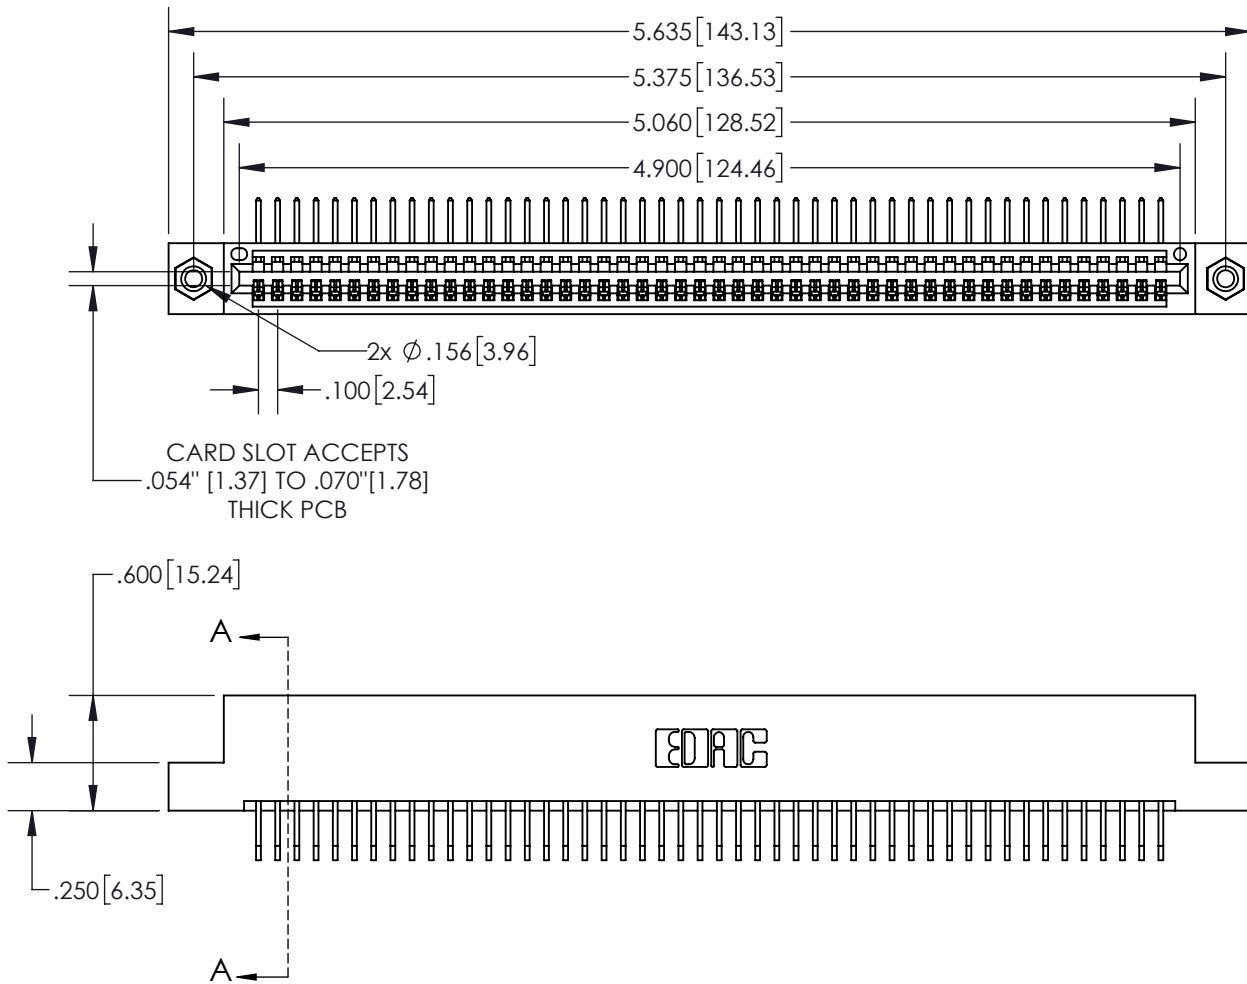 5.635[143.13]
5.375[136.53]
5.060[128.52]
4.900[124.46]
2x Ø.156[3.96]
.100[2.54]
CARD SLOT ACCEPTS
.054" [1.37] TO .070"[1.78]
THICK PCB
.600[15.24]
A
EDAC
.250[6.35]
A